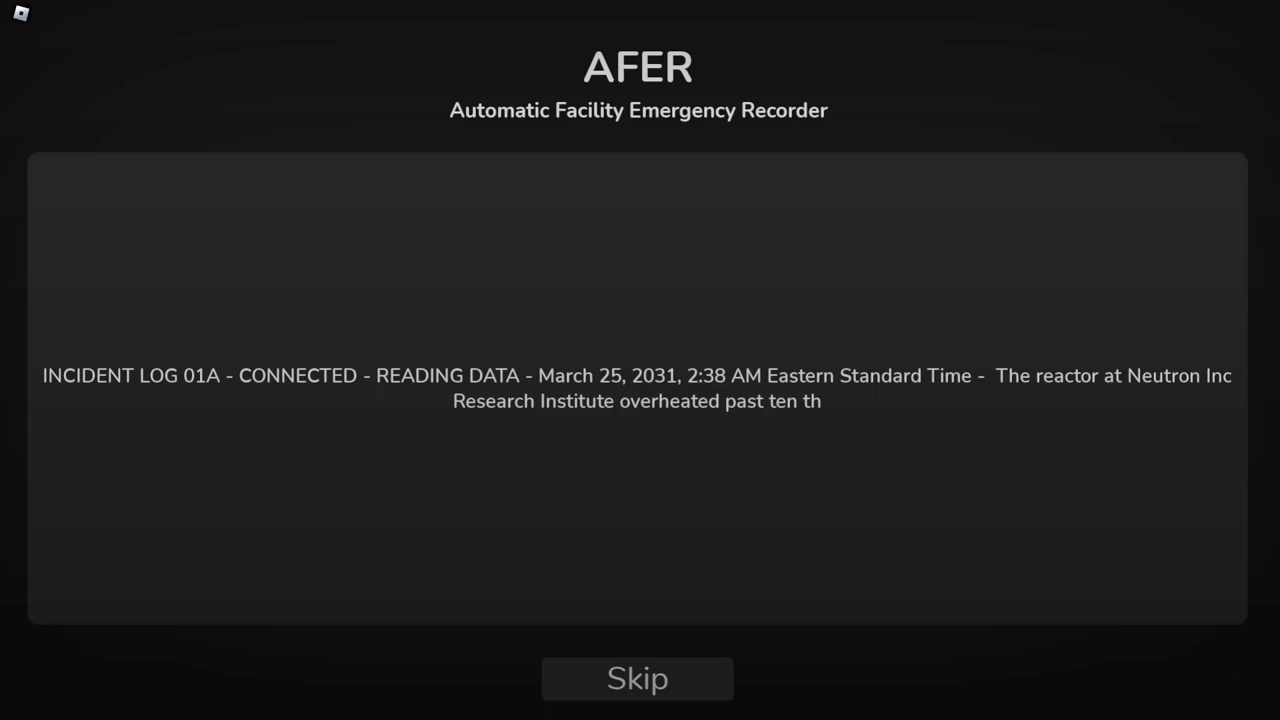 AFER
Automatic Facility Emergency Recorder
INCIDENT LOG 01A - CONNECTED - READING DATA - March 25, 2031, 2:38 AM Eastern Standard Time -  The reactor at Neutron Inc
Research Institute overheated past ten th
Skip